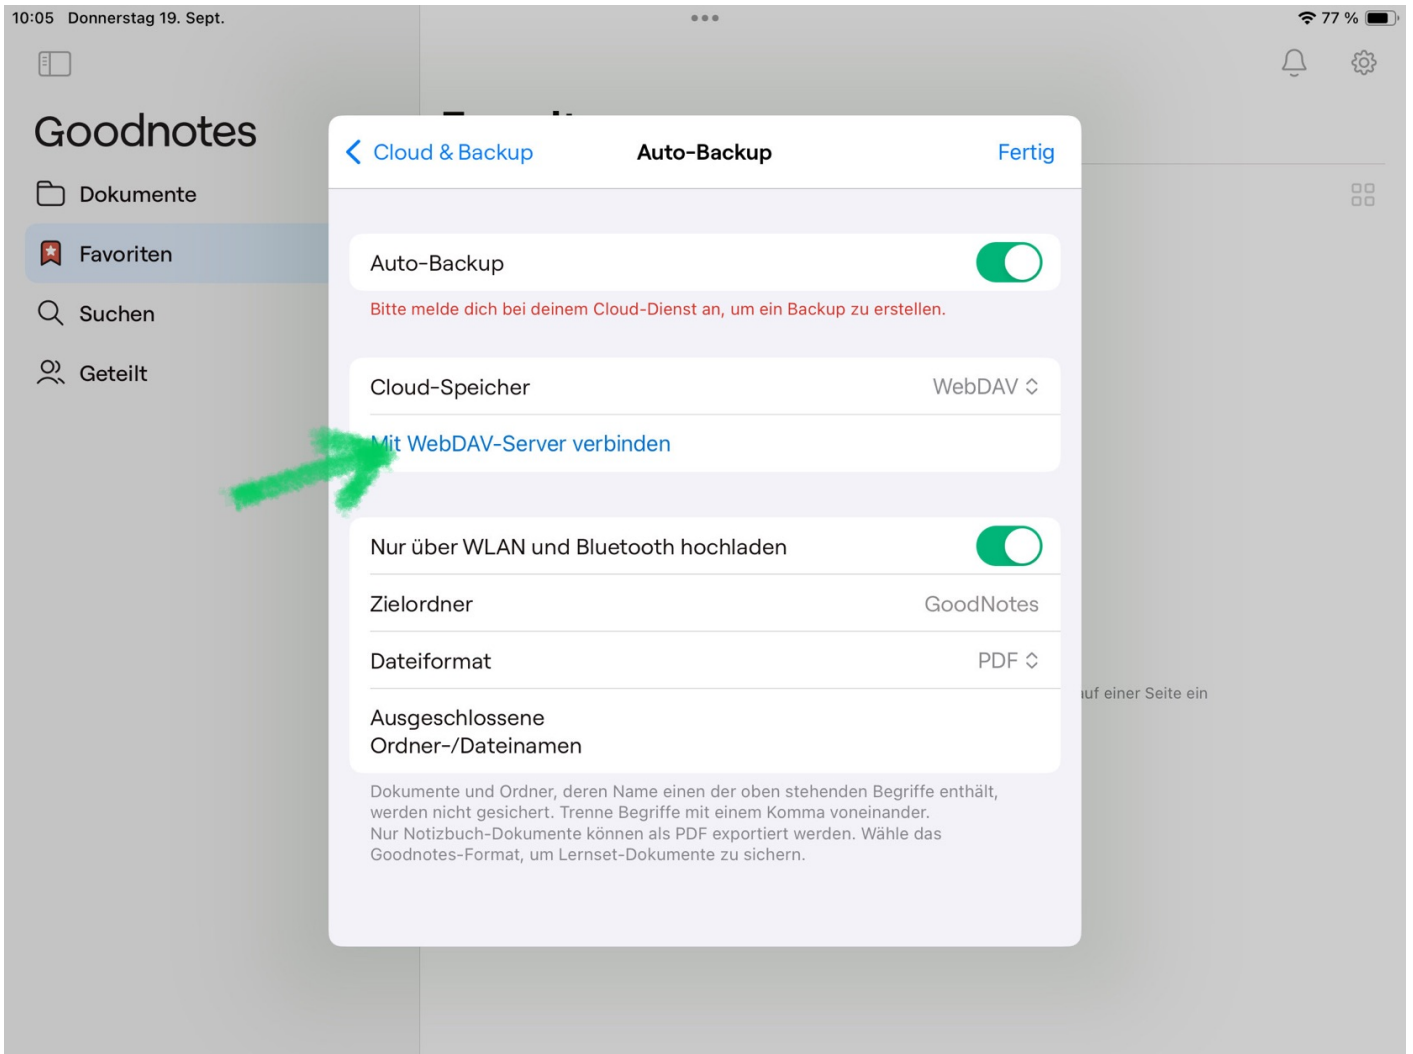 10:05 Donnerstag 19. Sept.
77 %
Goodnotes
Dokumente
Favoriten
Suchen
Geteilt
Cloud & Backup
Auto-Backup
Fertig
Auto-Backup
Bitte melde dich bei deinem Cloud-Dienst an, um ein Backup zu erstellen.
Cloud-Speicher
WebDAV
Mit WebDAV-Server verbinden
Nur über WLAN und Bluetooth hochladen
Zielordner
GoodNotes
Dateiformat
PDF
Ausgeschlossene
Ordner-/Dateinamen
auf einer Seite ein
Dokumente und Ordner, deren Name einen der oben stehenden Begriffe enthält,
werden nicht gesichert. Trenne Begriffe mit einem Komma voneinander.
Nur Notizbuch-Dokumente können als PDF exportiert werden. Wähle das
Goodnotes-Format, um Lernset-Dokumente zu sichern.